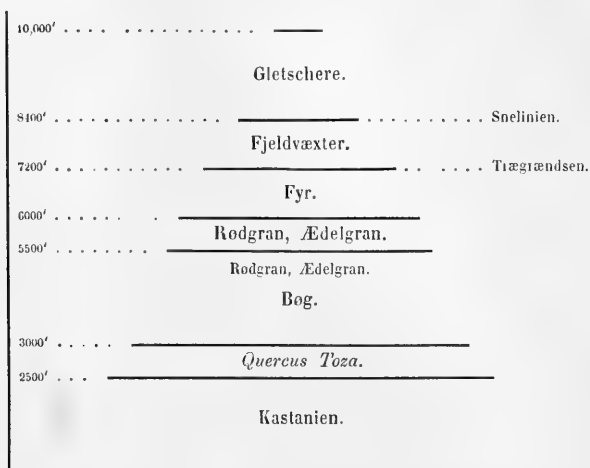 10,000'
Gletschere.
8400' Snelinien.
Fjeldvæxter.
7200' Trægrændsen.
Fyr.
6000'
Rødgran, Ædelgran.
5500'
Rødgran, Ædelgran.
Bøg.
3000'
Quercus Toza.
2500'
Kastanien.